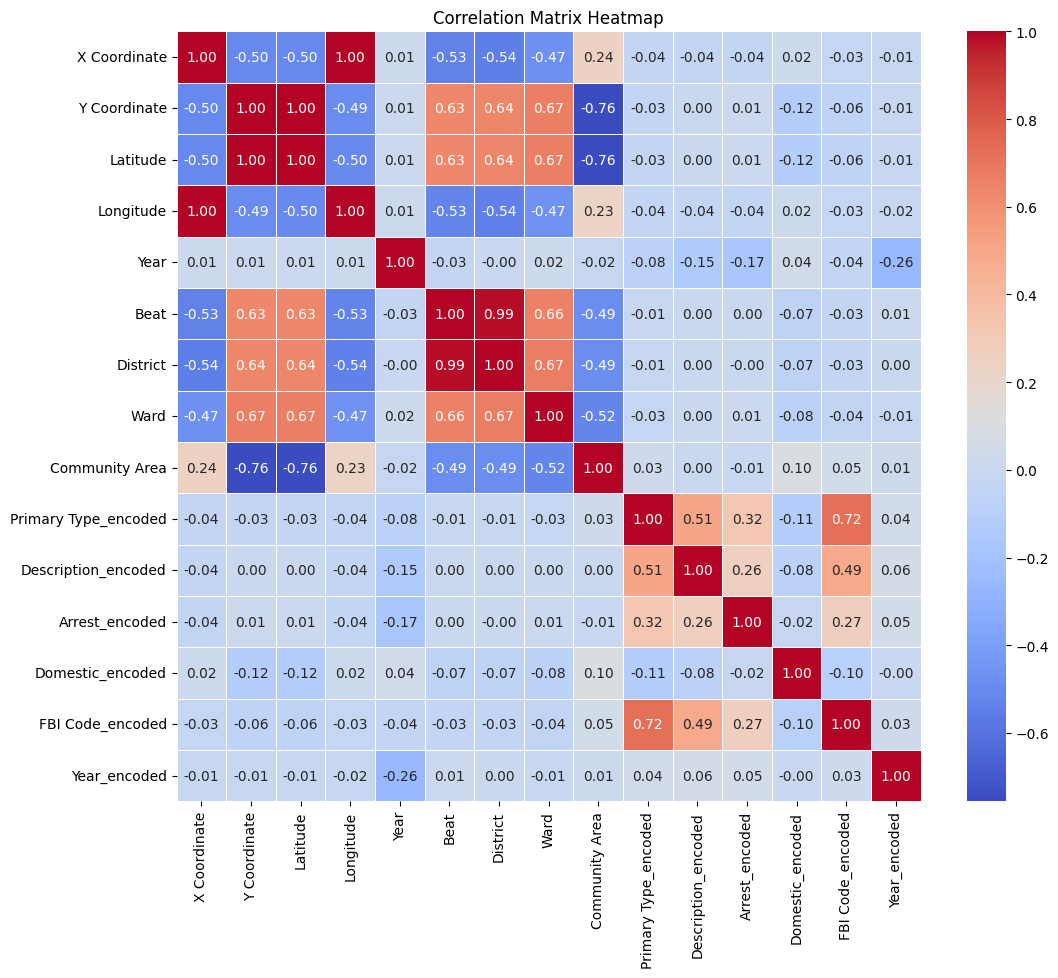 Correlation Matrix Heatmap
X Coordinate 1.00 -0.50 -0.50 1.00 0.01 -0.53 -0.54 -0.47 0.24 -0.04 -0.04 -0.04 0.02 -0.03 -0.01
Y Coordinate -0.50 1.00 1.00 -0.49 0.01 0.63 0.64 0.67 -0.76 -0.03 0.00 0.01 -0.12 -0.06 -0.01
Latitude -0.50 1.00 1.00 -0.50 0.01 0.63 0.64 0.67 -0.76 -0.03 0.00 0.01 -0.12 -0.06 -0.01
Longitude 1.00 -0.49 -0.50 1.00 0.01 -0.53 -0.54 -0.47 0.23 -0.04 -0.04 -0.04 0.02 -0.03 -0.02
Year 0.01 0.01 0.01 0.01 1.00 -0.03 -0.00 0.02 -0.02 -0.08 -0.15 -0.17 0.04 -0.04 -0.26
Beat -0.53 0.63 0.63 -0.53 -0.03 1.00 0.99 0.66 -0.49 -0.01 0.00 0.00 -0.07 -0.03 0.01
District -0.54 0.64 0.64 -0.54 -0.00 0.99 1.00 0.67 -0.49 -0.01 0.00 -0.00 -0.07 -0.03 0.00
Ward -0.47 0.67 0.67 -0.47 0.02 0.66 0.67 1.00 -0.52 -0.03 0.00 0.01 -0.08 -0.04 -0.01
Community Area 0.24 -0.76 -0.76 0.23 -0.02 -0.49 -0.49 -0.52 1.00 0.03 0.00 -0.01 0.10 0.05 0.01
Primary Type_encoded -0.04 -0.03 -0.03 -0.04 -0.08 -0.01 -0.01 -0.03 0.03 1.00 0.51 0.32 -0.11 0.72 0.04
Description_encoded -0.04 0.00 0.00 -0.04 -0.15 0.00 0.00 0.00 0.00 0.51 1.00 0.26 -0.08 0.49 0.06
Arrest_encoded -0.04 0.01 0.01 -0.04 -0.17 0.00 -0.00 0.01 -0.01 0.32 0.26 1.00 -0.02 0.27 0.05
Domestic_encoded 0.02 -0.12 -0.12 0.02 0.04 -0.07 -0.07 -0.08 0.10 -0.11 -0.08 -0.02 1.00 -0.10 -0.00
FBI Code_encoded -0.03 -0.06 -0.06 -0.03 -0.04 -0.03 -0.03 -0.04 0.05 0.72 0.49 0.27 -0.10 1.00 0.03
Year_encoded -0.01 -0.01 -0.01 -0.02 -0.26 0.01 0.00 -0.01 0.01 0.04 0.06 0.05 -0.00 0.03 1.00
X Coordinate
Y Coordinate
Latitude
Longitude
Year
Beat
District
Ward
Community Area
Primary Type_encoded
Description_encoded
Arrest_encoded
Domestic_encoded
FBI Code_encoded
Year_encoded
1.0
0.8
0.6
0.4
0.2
0.0
−0.2
−0.4
−0.6